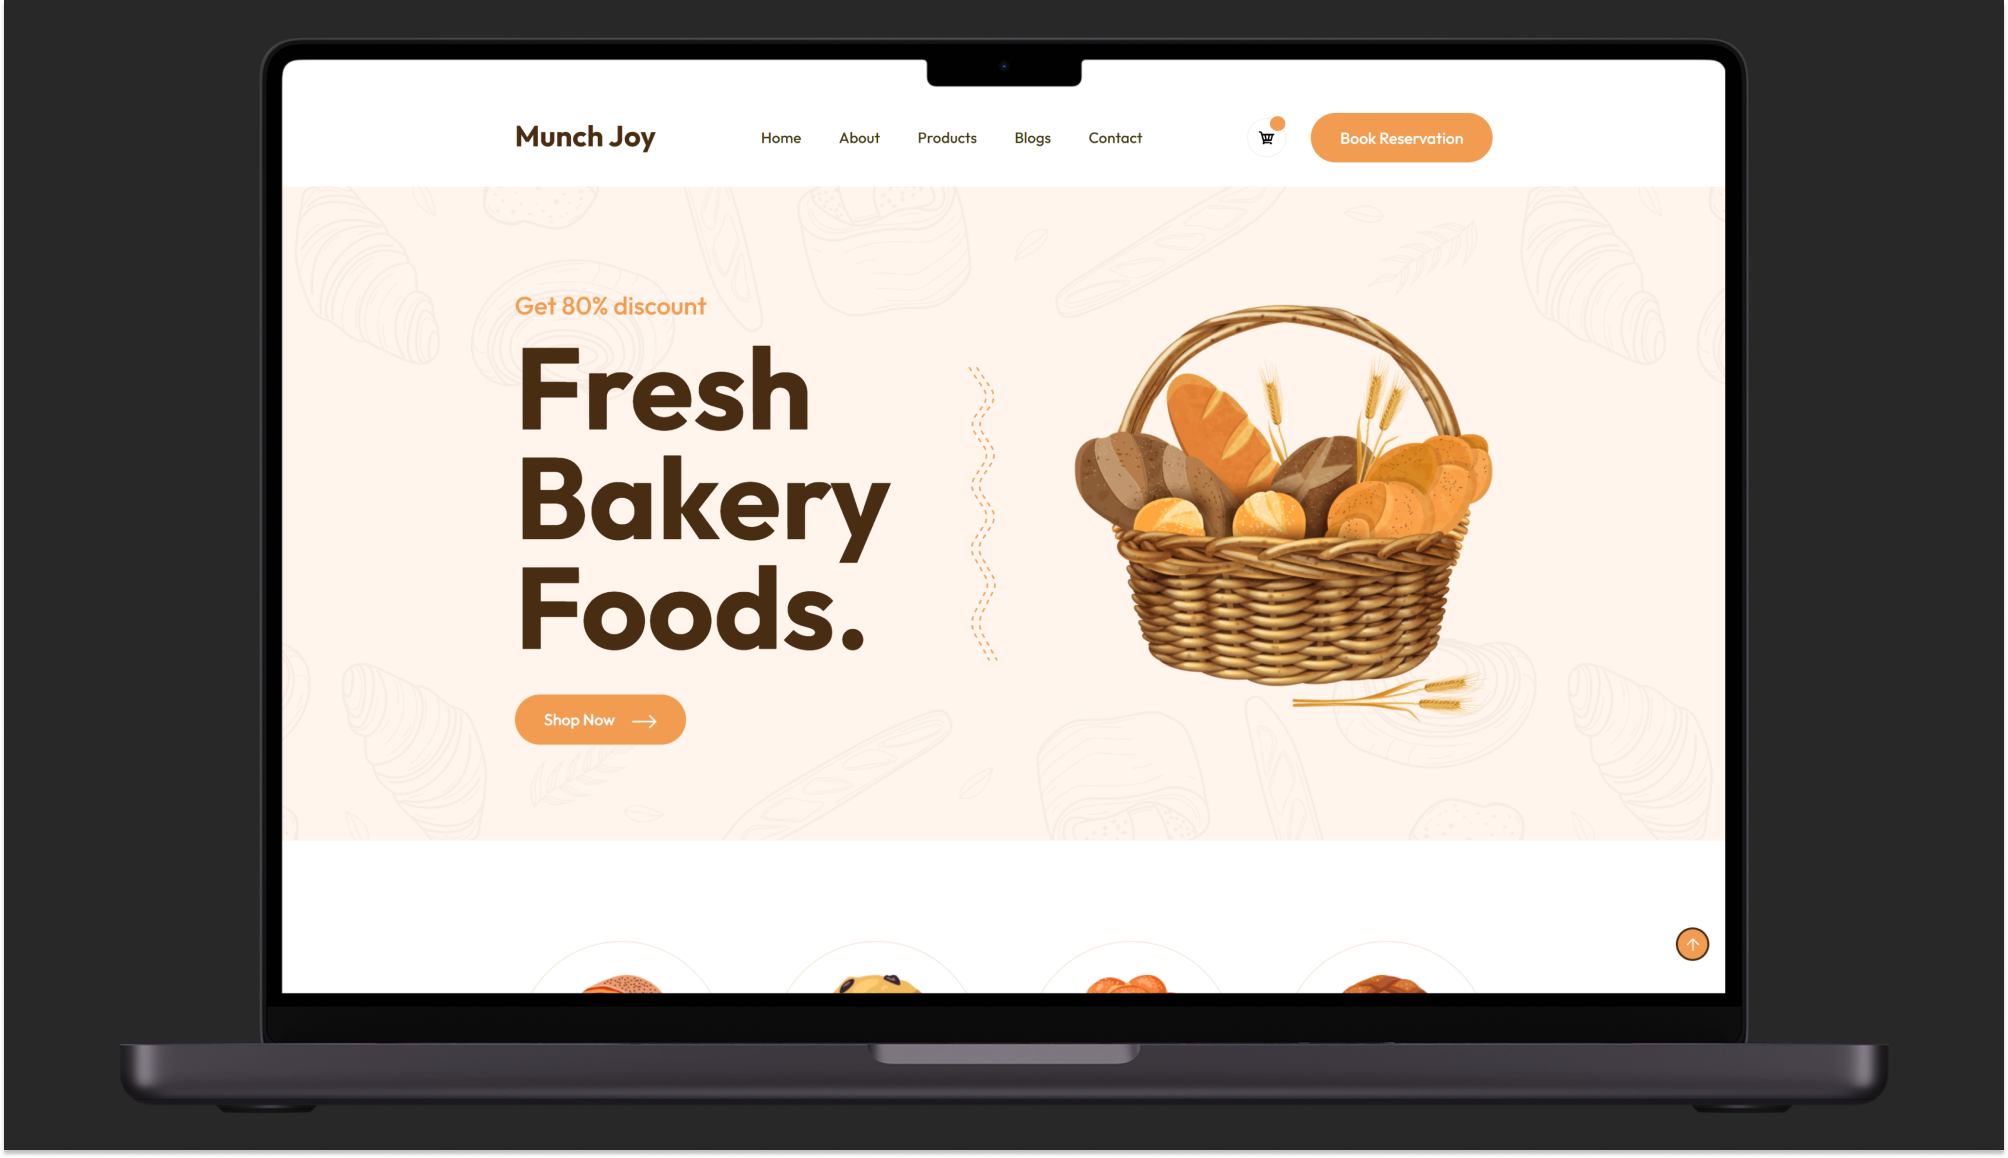 Munch Joy
Home About Products Blogs Contact
Book Reservation
Get 80% discount
Fresh
Bakery
Foods.
Shop Now